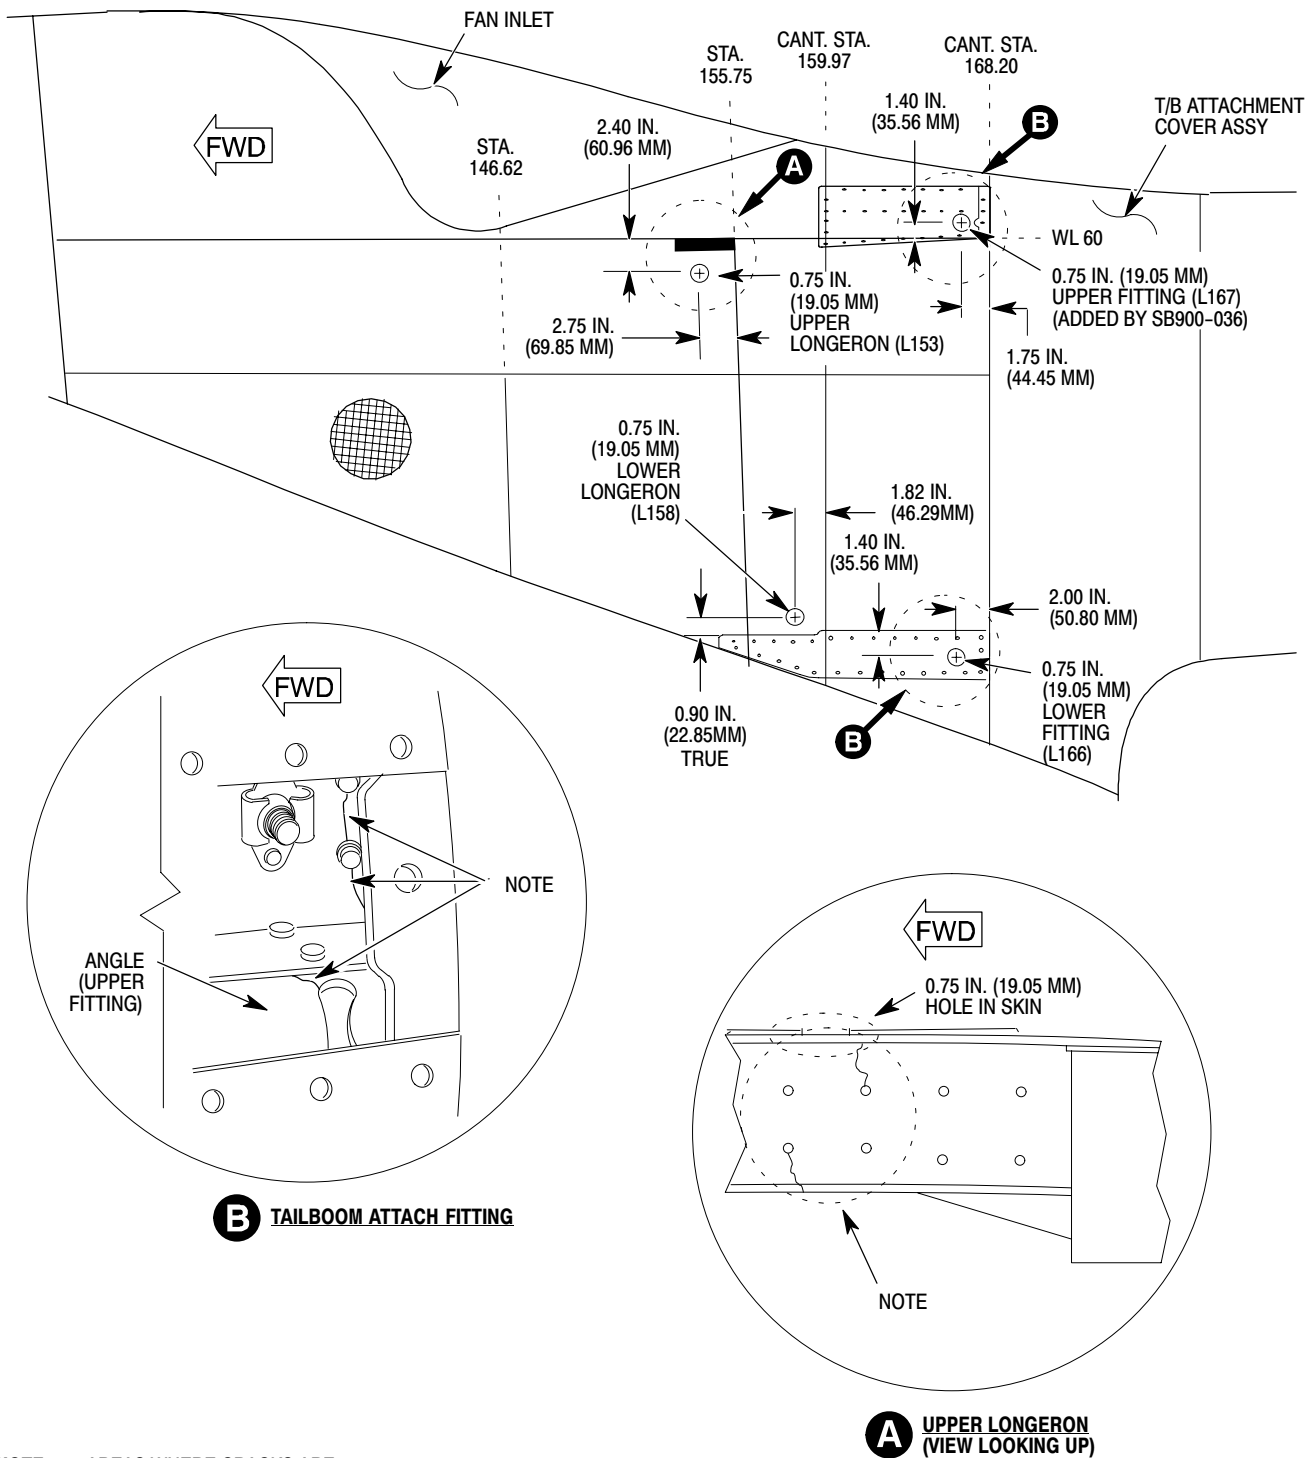 FAN INLET
STA.
155.75
CANT. STA.
159.97
CANT. STA.
168.20
1.40 IN.
(35.56 MM)
B
T/B ATTACHMENT
COVER ASSY
FWD
2.40 IN.
(60.96 MM)
STA.
146.62
A
WL 60
0.75 IN.
(19.05 MM)
UPPER
LONGERON (L153)
0.75 IN. (19.05 MM)
UPPER FITTING (L167)
(ADDED BY SB900-036)
2.75 IN.
(69.85 MM)
1.75 IN.
(44.45 MM)
0.75 IN.
(19.05 MM)
LOWER
LONGERON
(L158)
1.82 IN.
(46.29MM)
1.40 IN.
(35.56 MM)
2.00 IN.
(50.80 MM)
0.75 IN.
(19.05 MM)
LOWER
FITTING
(L166)
0.90 IN.
(22.85MM)
TRUE
B
FWD
NOTE
ANGLE
(UPPER
FITTING)
B TAILBOOM ATTACH FITTING
FWD
0.75 IN. (19.05 MM)
HOLE IN SKIN
NOTE
A UPPER LONGERON
(VIEW LOOKING UP)